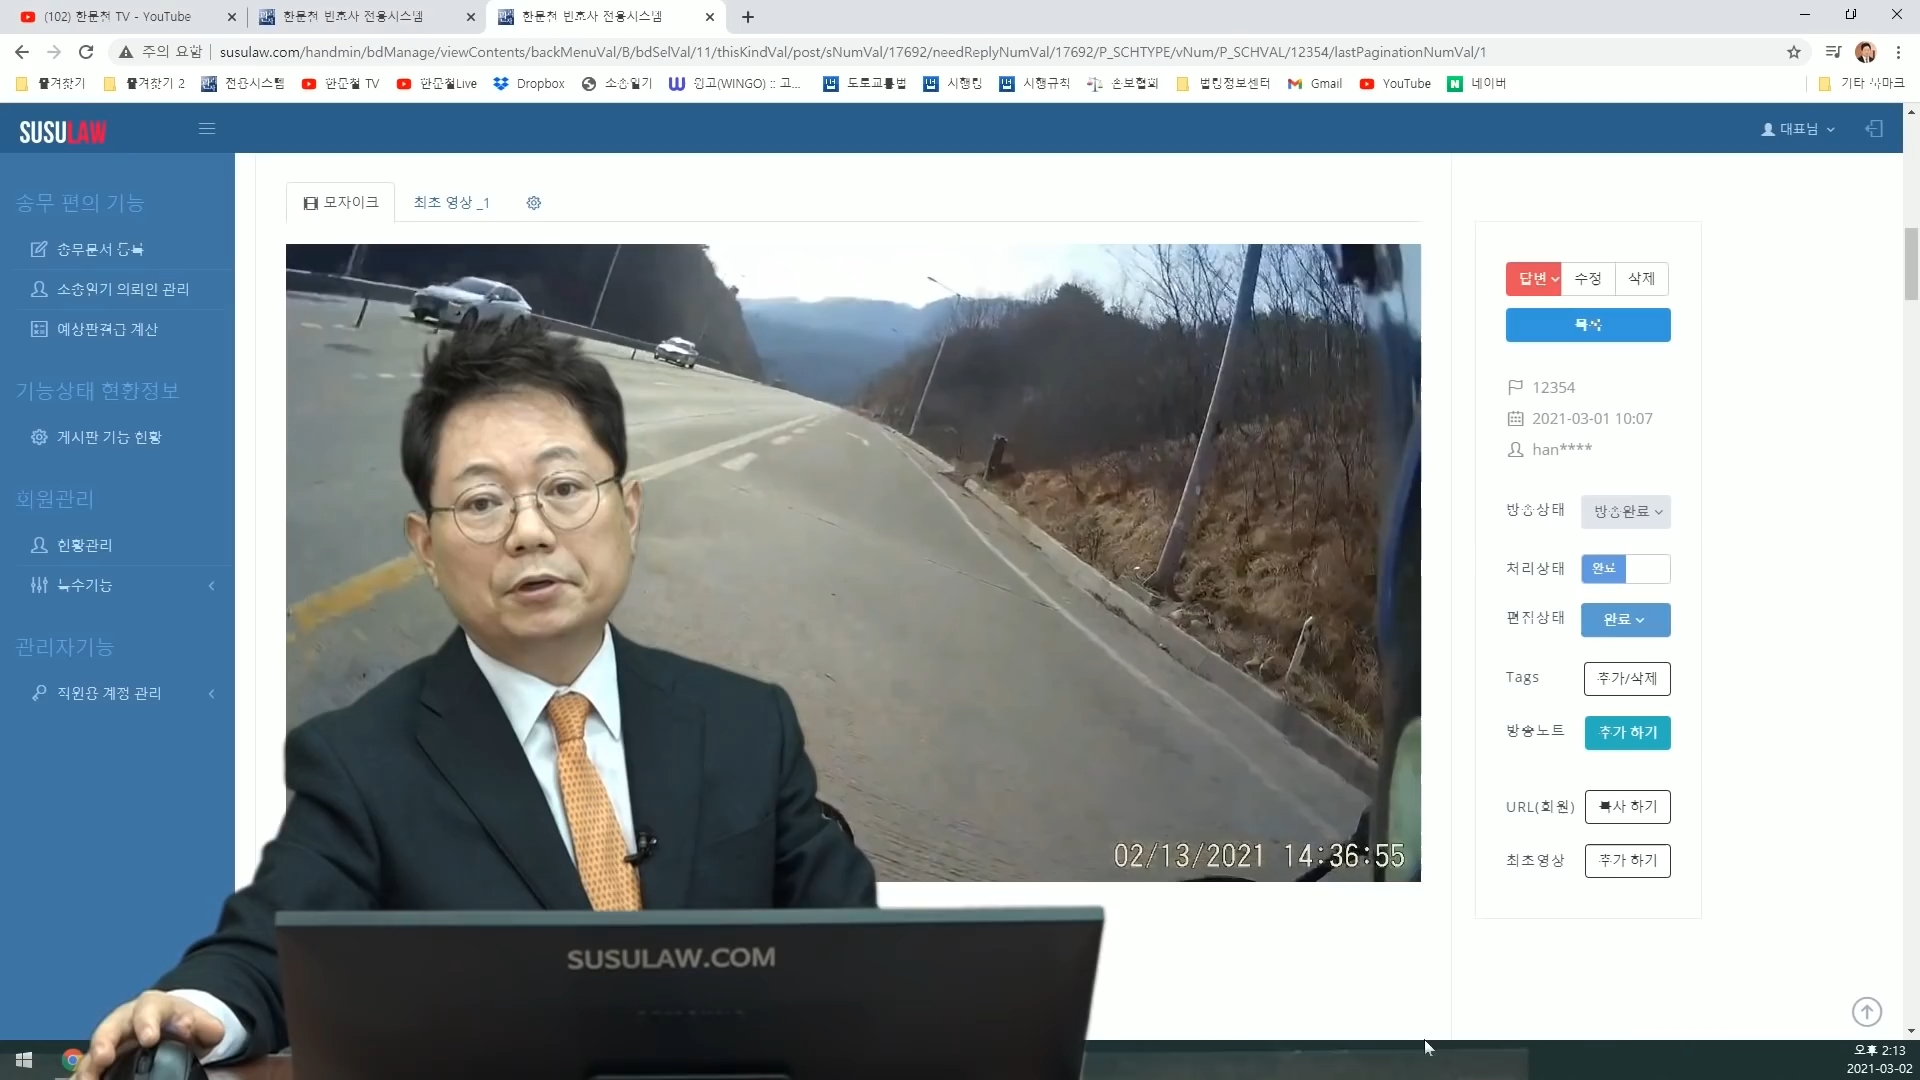 (102) 한문철 TV - YouTube
한문철 변호사 전용시스템
한문철 변호사 전용시스템
주의 요함
susulaw.com/handmin/bdManage/viewContents/backMenuVal/B/bdSelVal/11/thisKindVal/post/sNumVal/17692/needReplyNumVal/17692/P_SCHTYPE/vNum/P_SCHVAL/12354/lastPaginationNumVal/1
즐겨찾기
즐겨찾기 2
전용시스템
한문철 TV
한문철Live
Dropbox
소송일기
윙고(WINGO) :: 고...
도로교통법
시행령
시행규칙
손보협회
법령정보센터
Gmail
YouTube
네이버
기타 북마크
SUSULAW
대표님
송무 편의 기능
송무문서 등록
소송일기 의뢰인 관리
예상판결금 계산
기능상태 현황정보
게시판 기능 현황
회원관리
현황관리
특수기능
관리자기능
직원용 계정 관리
모자이크
최초 영상 _1
02/13/2021 14:36:55
답변
수정
삭제
목록
12354
2021-03-01 10:07
han****
방송상태
방송완료
처리상태
완료
편집상태
완료
Tags
추가/삭제
방송노트
추가 하기
URL(회원)
복사 하기
최초영상
추가 하기
SUSULAW.COM
오후 2:13
2021-03-02